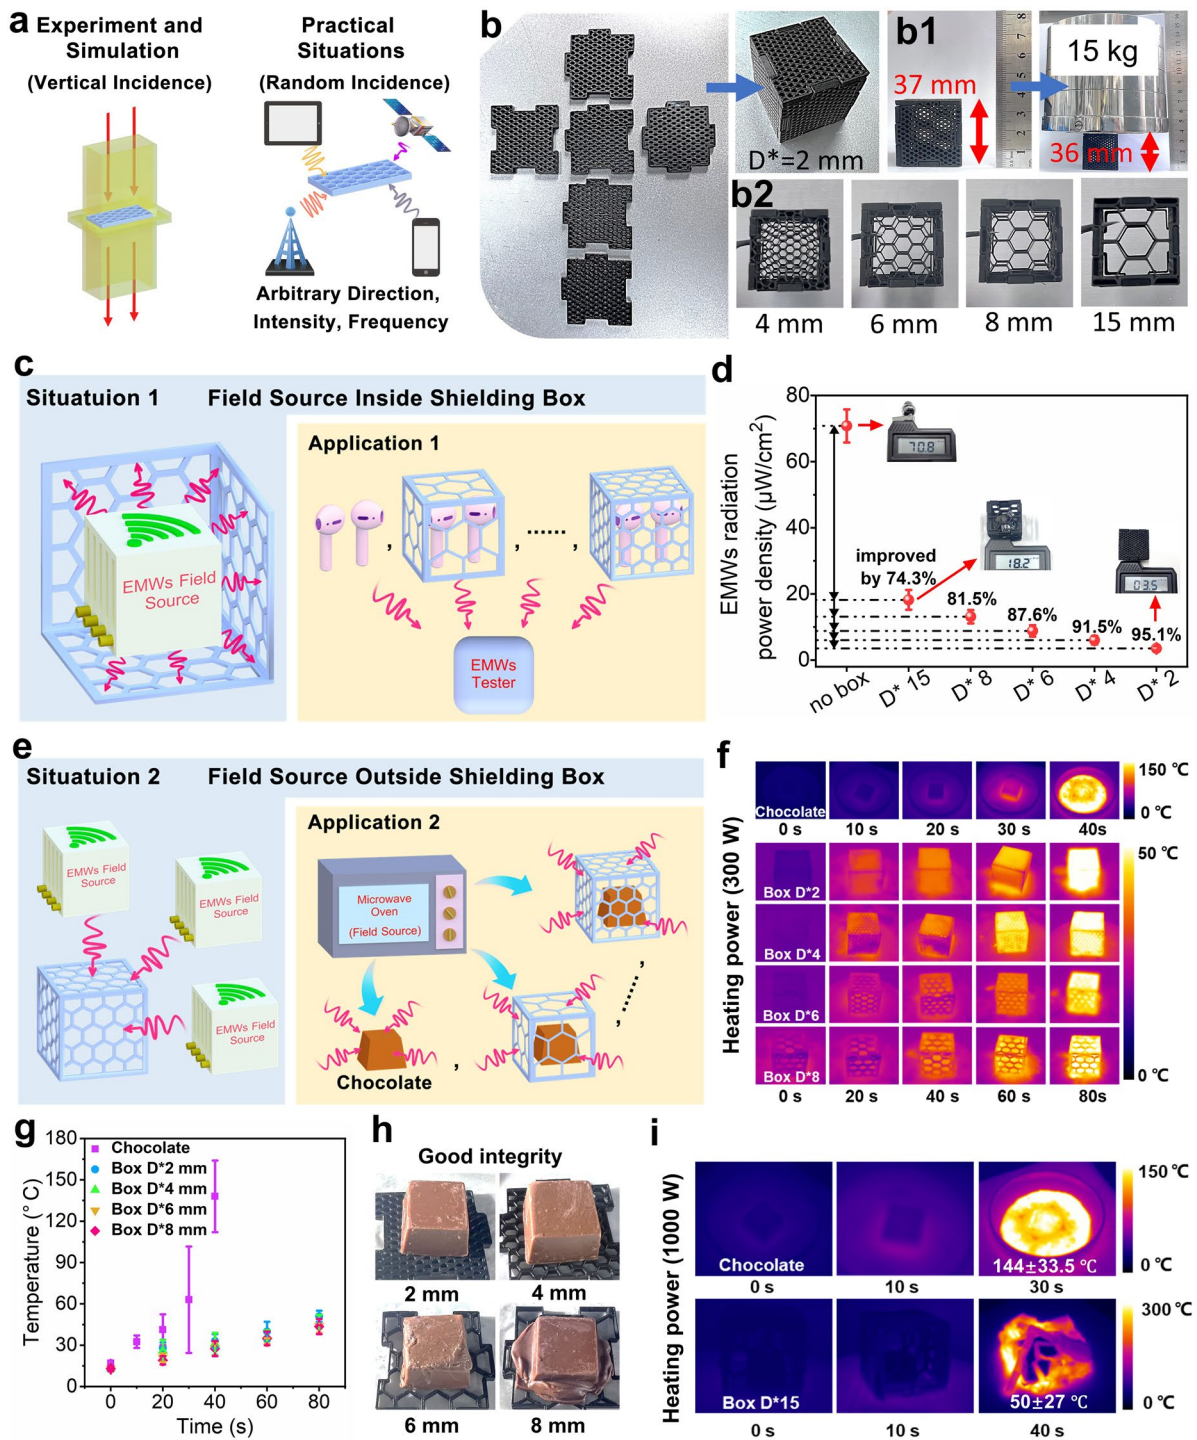 a
Experiment and
Simulation
(Vertical Incidence)
Practical
Situations
(Random Incidence)
Arbitrary Direction,
Intensity, Frequency
b
D*=2 mm
b1
37 mm
15 kg
36 mm
b2
4 mm
6 mm
8 mm
15 mm
c
Situatuion 1
Field Source Inside Shielding Box
EMWs Field
Source
Application 1
, , ...... ,
EMWs
Tester
d
EMWs radiation
power density (μW/cm²)
80
60
40
20
0
70.8
18.2
03.5
improved
by 74.3%
81.5%
87.6%
91.5%
95.1%
no box
D* 15
D* 8
D* 6
D* 4
D* 2
e
Situatuion 2
Field Source Outside Shielding Box
EMWs Field
Source
EMWs Field
Source
EMWs Field
Source
Application 2
Microwave
Oven
(Field Source)
Chocolate
, , ...... ,
f
Heating power (300 W)
Chocolate
0 s
10 s
20 s
30 s
40s
150 ℃
0 ℃
Box D*2
Box D*4
Box D*6
Box D*8
0 s
20 s
40 s
60 s
80s
50 ℃
0 ℃
g
Temperature (°C)
180
150
120
90
60
30
0
Chocolate
Box D*2 mm
Box D*4 mm
Box D*6 mm
Box D*8 mm
0
20
40
60
80
Time (s)
h
Good integrity
2 mm
4 mm
6 mm
8 mm
i
Heating power (1000 W)
Chocolate
144±33.5 ℃
0 s
10 s
30 s
150 ℃
0 ℃
Box D*15
50±27 ℃
0 s
10 s
40 s
300 ℃
0 ℃